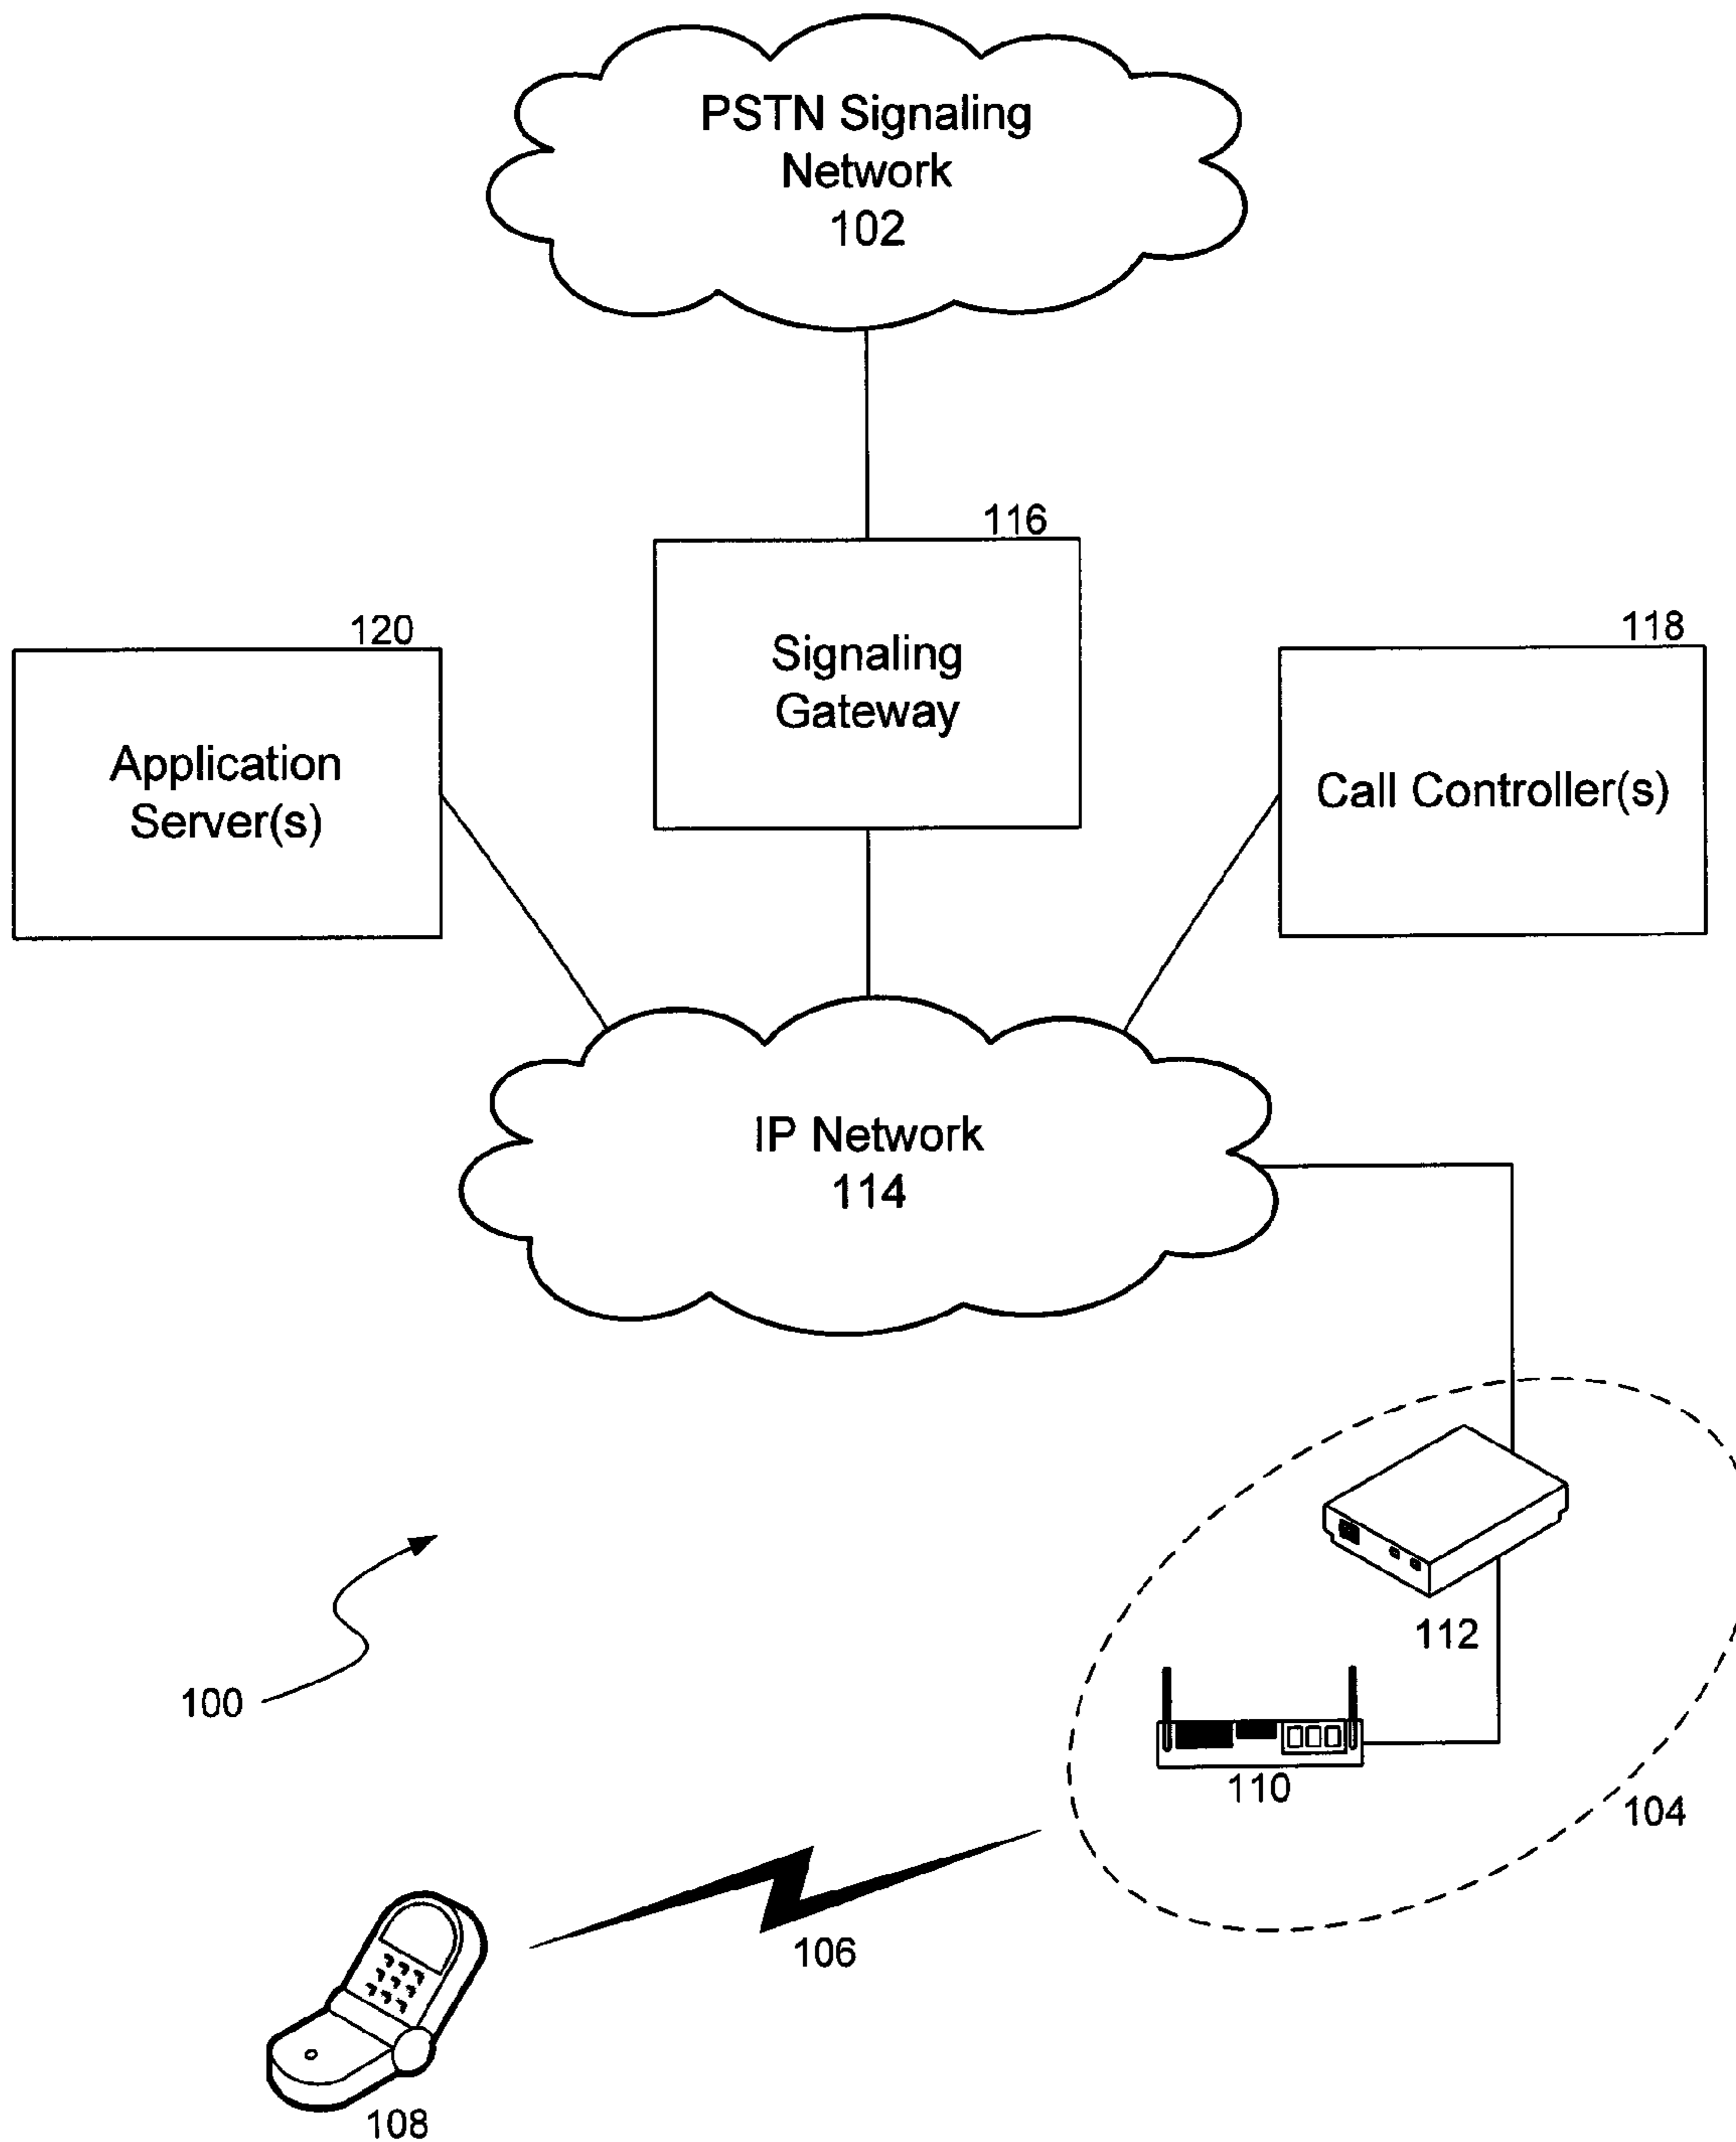 PSTN Signaling
Network
102
116
Signaling
Gateway
120
Application
Server(s)
118
Call Controller(s)
IP Network
114
112
100
110
104
106
108